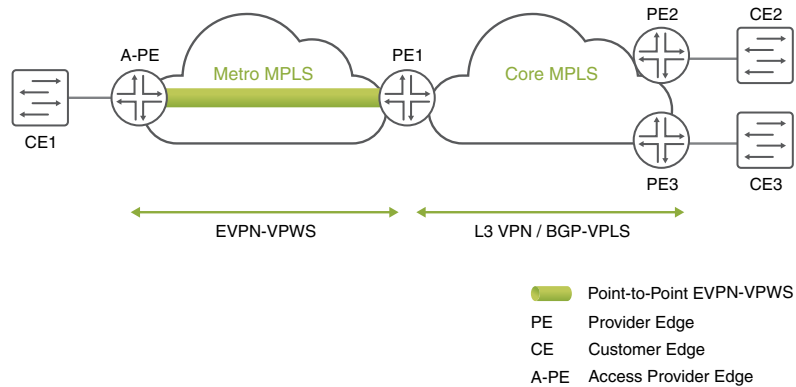 PE2
CE2
A-PE
Metro MPLS
PE1
Core MPLS
CE1
PE3
CE3
EVPN-VPWS
L3 VPN / BGP-VPLS
Point-to-Point EVPN-VPWS
PE Provider Edge
CE Customer Edge
A-PE Access Provider Edge